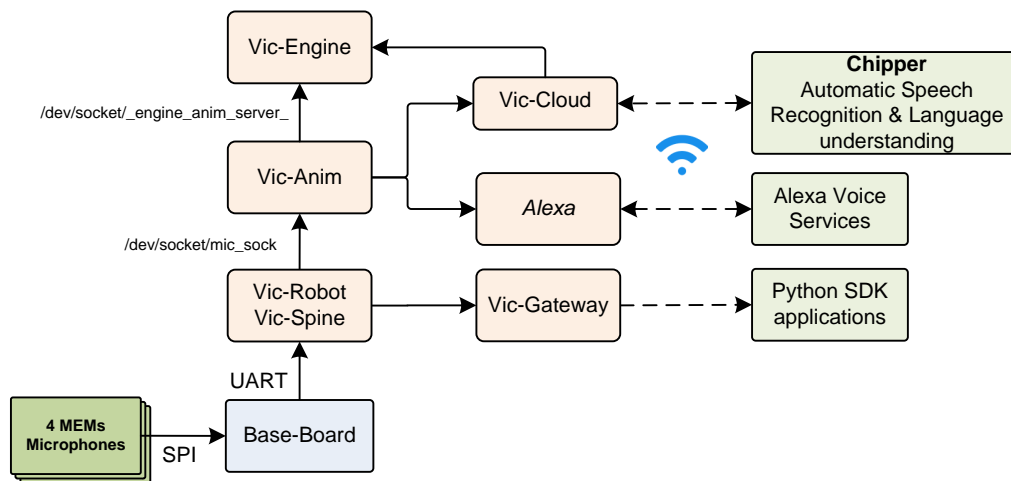 Vic-Engine
Chipper
Automatic Speech
Recognition & Language
understanding
Vic-Cloud
/dev/socket/_engine_anim_server_
Vic-Anim
Alexa
Alexa Voice
Services
/dev/socket/mic_sock
Vic-Robot
Vic-Spine
Vic-Gateway
Python SDK
applications
UART
4 MEMs
Microphones
SPI
Base-Board